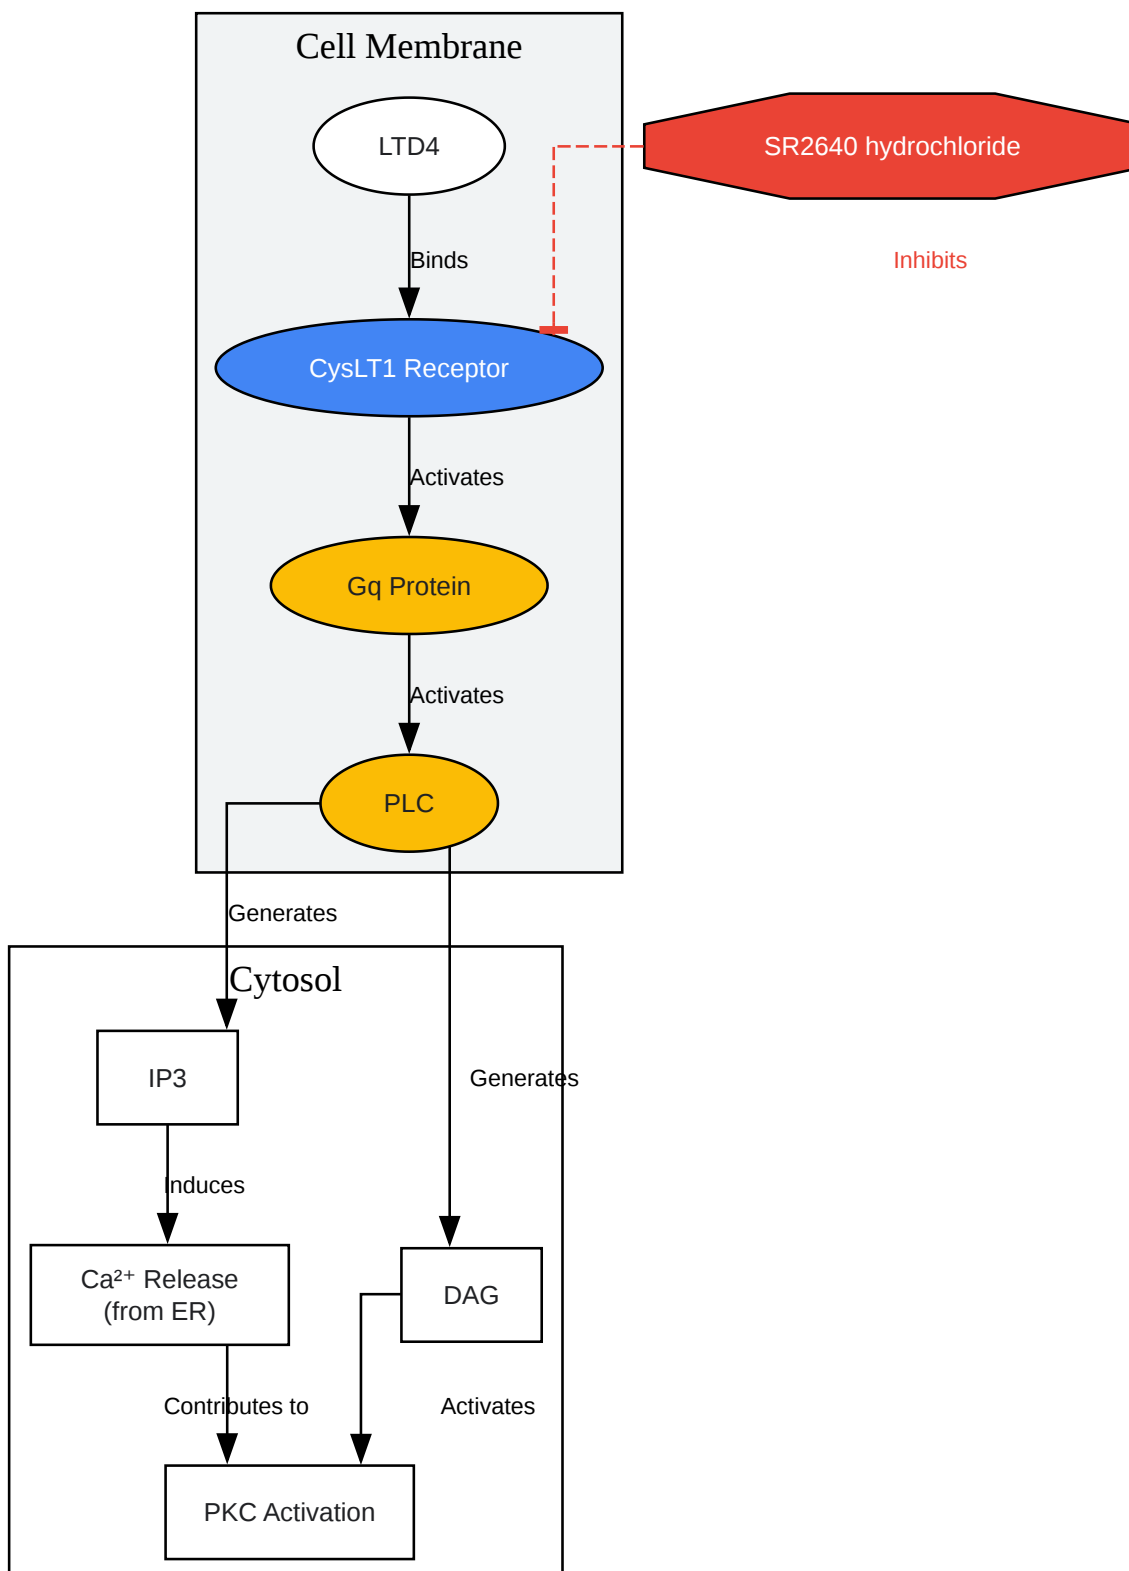 Cell Membrane
LTD4
SR2640 hydrochloride
Binds
Inhibits
CysLT1 Receptor
Activates
Gq Protein
Activates
PLC
Generates
Cytosol
IP3
Generates
Induces
Ca²⁺ Release
(from ER)
DAG
Contributes to
Activates
PKC Activation